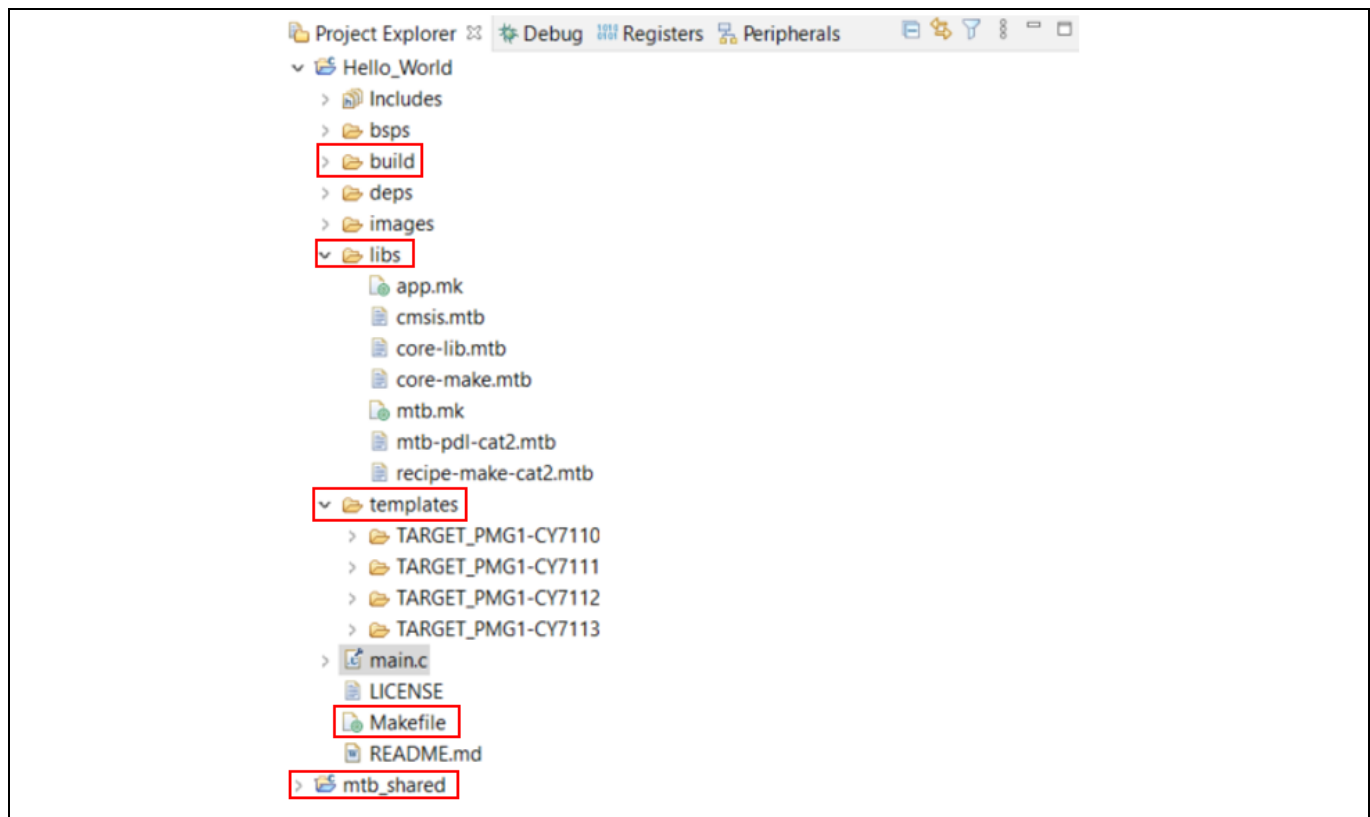 Project Explorer Debug Registers Peripherals
Hello_World
Includes
bsps
build
deps
images
libs
app.mk
cmsis.mtb
core-lib.mtb
core-make.mtb
mtb.mk
mtb-pdl-cat2.mtb
recipe-make-cat2.mtb
templates
TARGET_PMG1-CY7110
TARGET_PMG1-CY7111
TARGET_PMG1-CY7112
TARGET_PMG1-CY7113
main.c
LICENSE
Makefile
README.md
mtb_shared